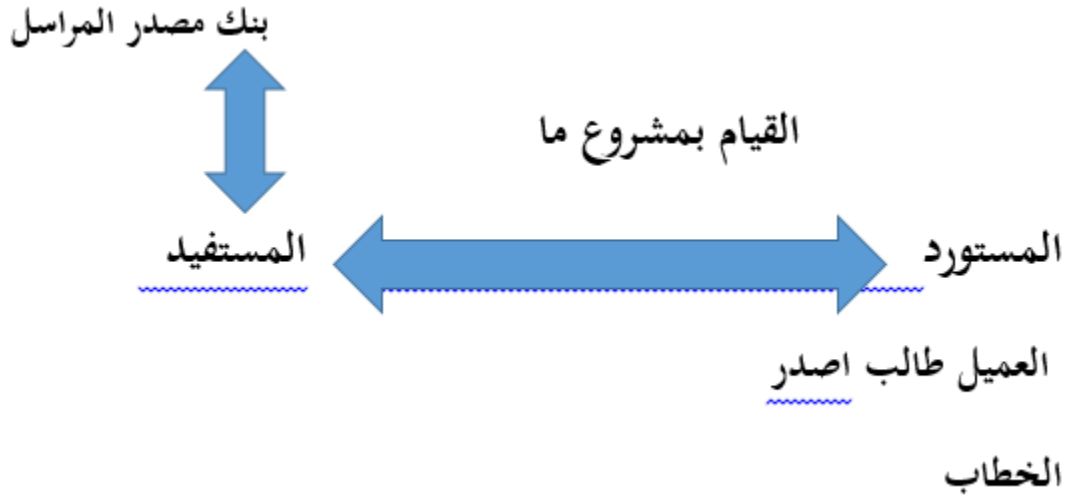 بنك مصدر المراسل
القيام بمشروع ما
المستورد
المستفيد
العميل طالب اصدر
الخطاب